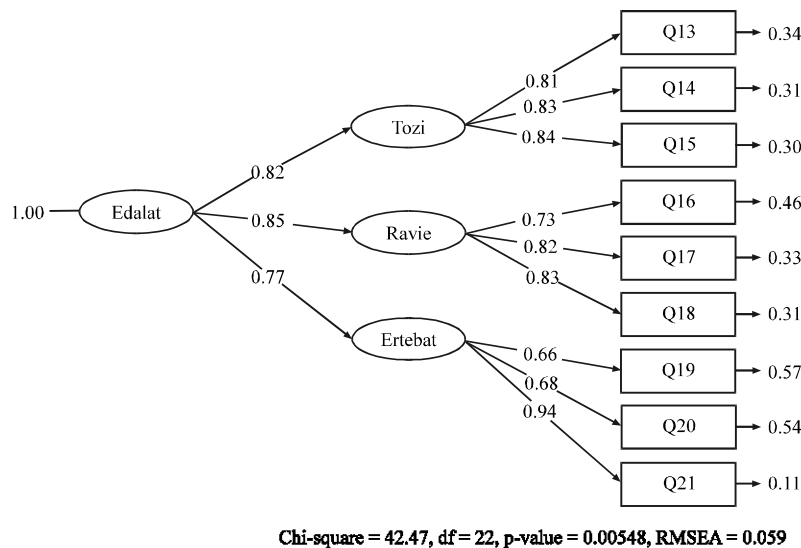 Q13
0.34
0.81
Q14
0.31
0.83
Tozi
0.84
Q15
0.30
0.82
Q16
0.46
0.73
1.00
Edalat
0.85
Ravie
0.82
Q17
0.33
0.83
0.77
Q18
0.31
Ertebat
0.66
Q19
0.57
0.68
0.94
Q20
0.54
Q21
0.11
Chi-square = 42.47, df = 22, p-value = 0.00548, RMSEA = 0.059